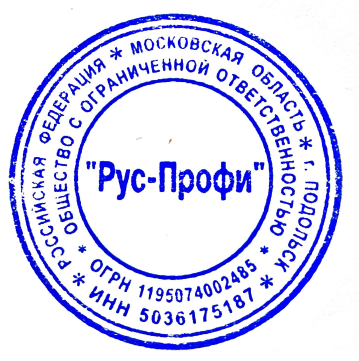 РОССИЙСКАЯ ФЕДЕРАЦИЯ * МОСКОВСКАЯ ОБЛАСТЬ * г. ПОДОЛЬСК *
ОБЩЕСТВО С ОГРАНИЧЕННОЙ ОТВЕТСТВЕННОСТЬЮ
"Рус-Профи"
* ОГРН 1195074002485 *
ИНН 5036175187 *